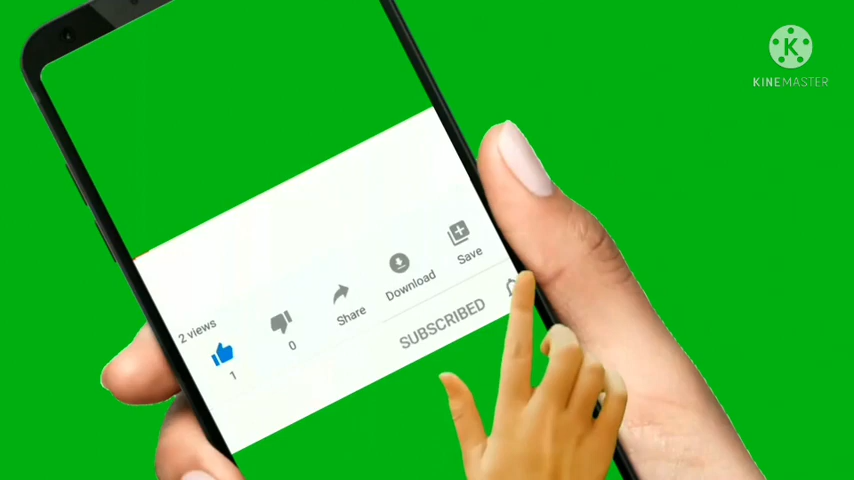 K
KINEMASTER
2 views
1
0
Share
Download
Save
SUBSCRIBED